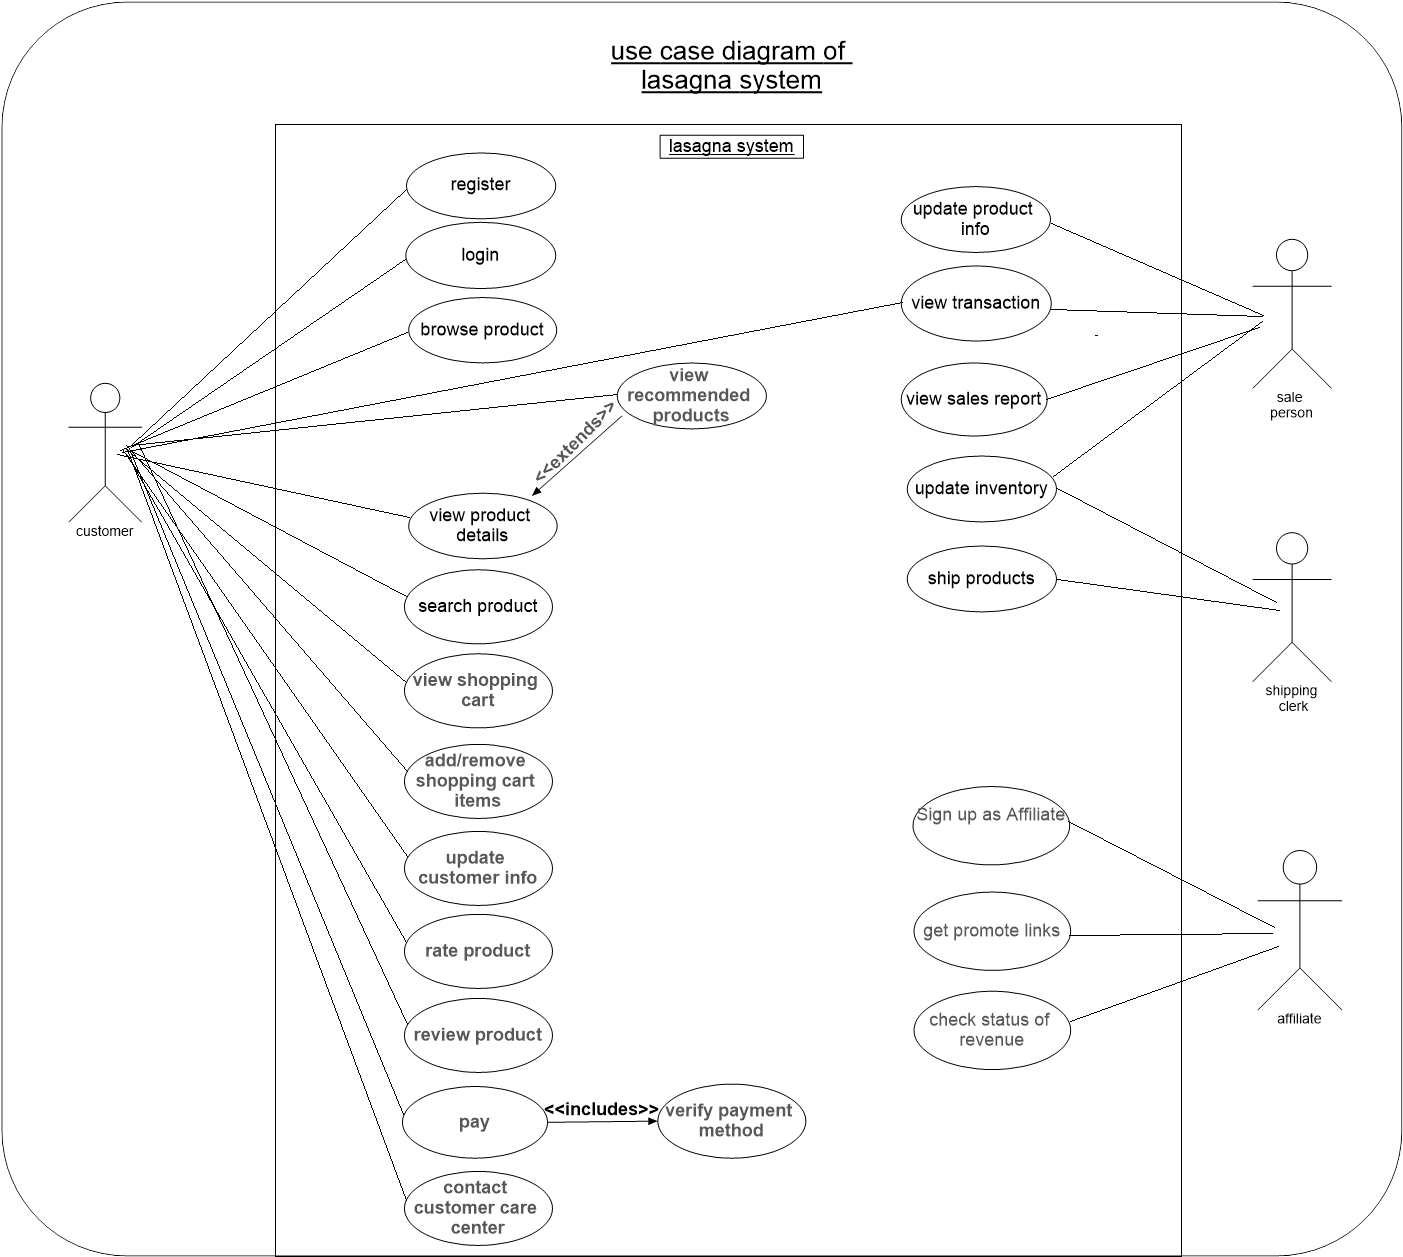 use case diagram of
lasagna system
lasagna system
register
login
browse product
view
recommended
products
<<extends>>
view product
details
search product
view shopping
cart
add/remove
shopping cart
items
update
customer info
rate product
review product
pay
<<includes>>
verify payment
method
contact
customer care
center
customer
update product
info
view transaction
-
view sales report
update inventory
ship products
Sign up as Affiliate
get promote links
check status of
revenue
sale
person
shipping
clerk
affiliate